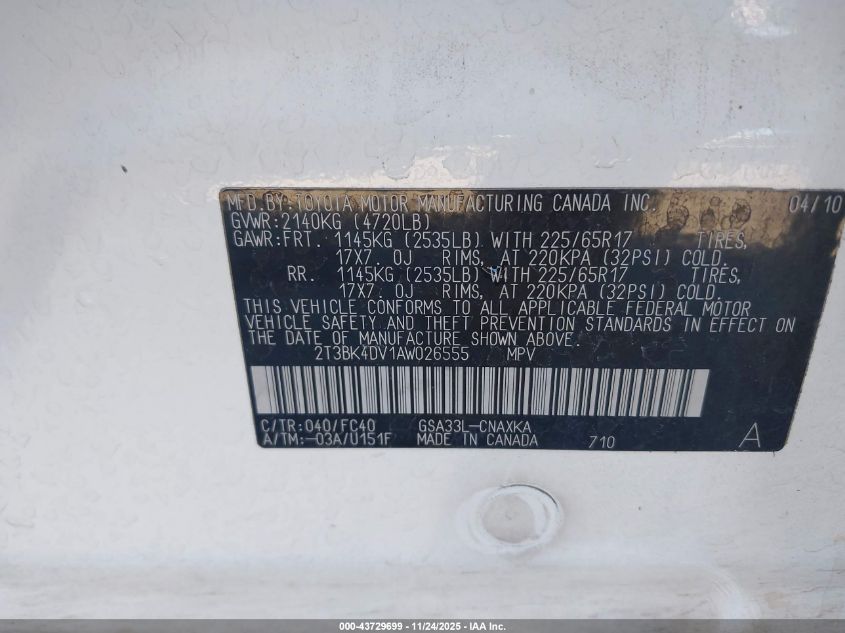 MFD.BY:TOYOTA MOTOR MANUFACTURING CANADA INC. 04/10
GVWR:2140KG (4720LB)
GAWR:FRT. 1145KG (2535LB) WITH 225/65R17 TIRES,
17X7. 0J RIMS, AT 220KPA (32PSI) COLD.
RR. 1145KG (2535LB) WITH 225/65R17 TIRES,
17X7. 0J RIMS, AT 220KPA (32PSI) COLD.
THIS VEHICLE CONFORMS TO ALL APPLICABLE FEDERAL MOTOR
VEHICLE SAFETY AND THEFT PREVENTION STANDARDS IN EFFECT ON
THE DATE OF MANUFACTURE SHOWN ABOVE.
2T3BK4DV1AW026555 MPV
C/TR:040/FC40 GSA33L-CNAXKA
A/TM:-03A/U151F MADE IN CANADA 710 A
000-43729699 - 11/24/2025 - IAA Inc.